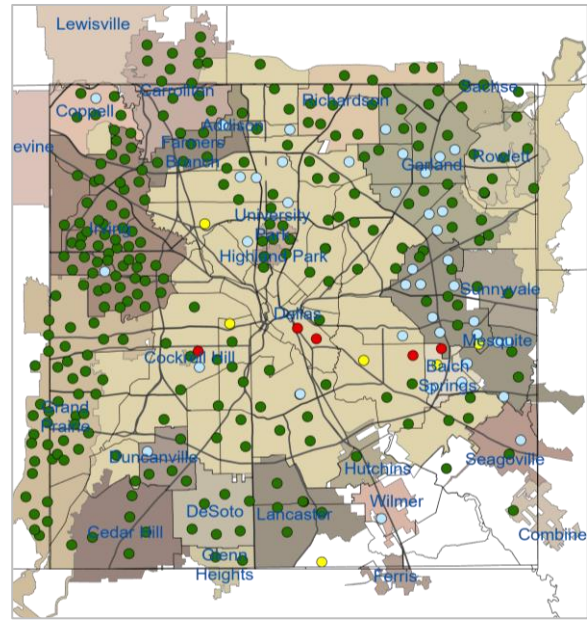 Lewisville
Carrollton
Coppell
Richardson
Sachse
Addison
Farmers
Branch
evine
Garland
Rowlett
University
Park
Irving
Highland Park
Sunnyvale
Dallas
Mesquite
Cockrell Hill
Balch
Springs
Grand
Prairie
Duncanville
Hutchins
Seagoville
DeSoto
Lancaster
Wilmer
Cedar Hill
Combine
Glenn
Heights
Ferris